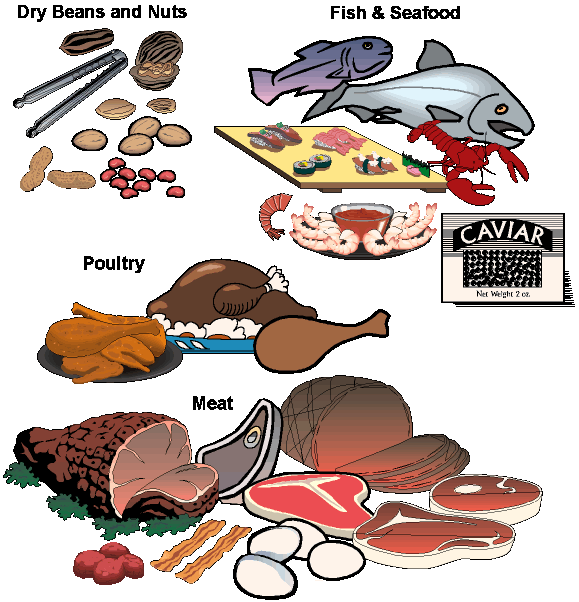 Dry Beans and Nuts
Fish & Seafood
CAVIAR
Net Weight 2 oz.
Poultry
Meat